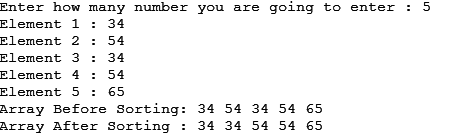 Enter how many number you are going to enter : 5
Element 1 : 34
Element 2 : 54
Element 3 : 34
Element 4 : 54
Element 5 : 65
Array Before Sorting: 34 54 34 54 65
Array After Sorting : 34 34 54 54 65